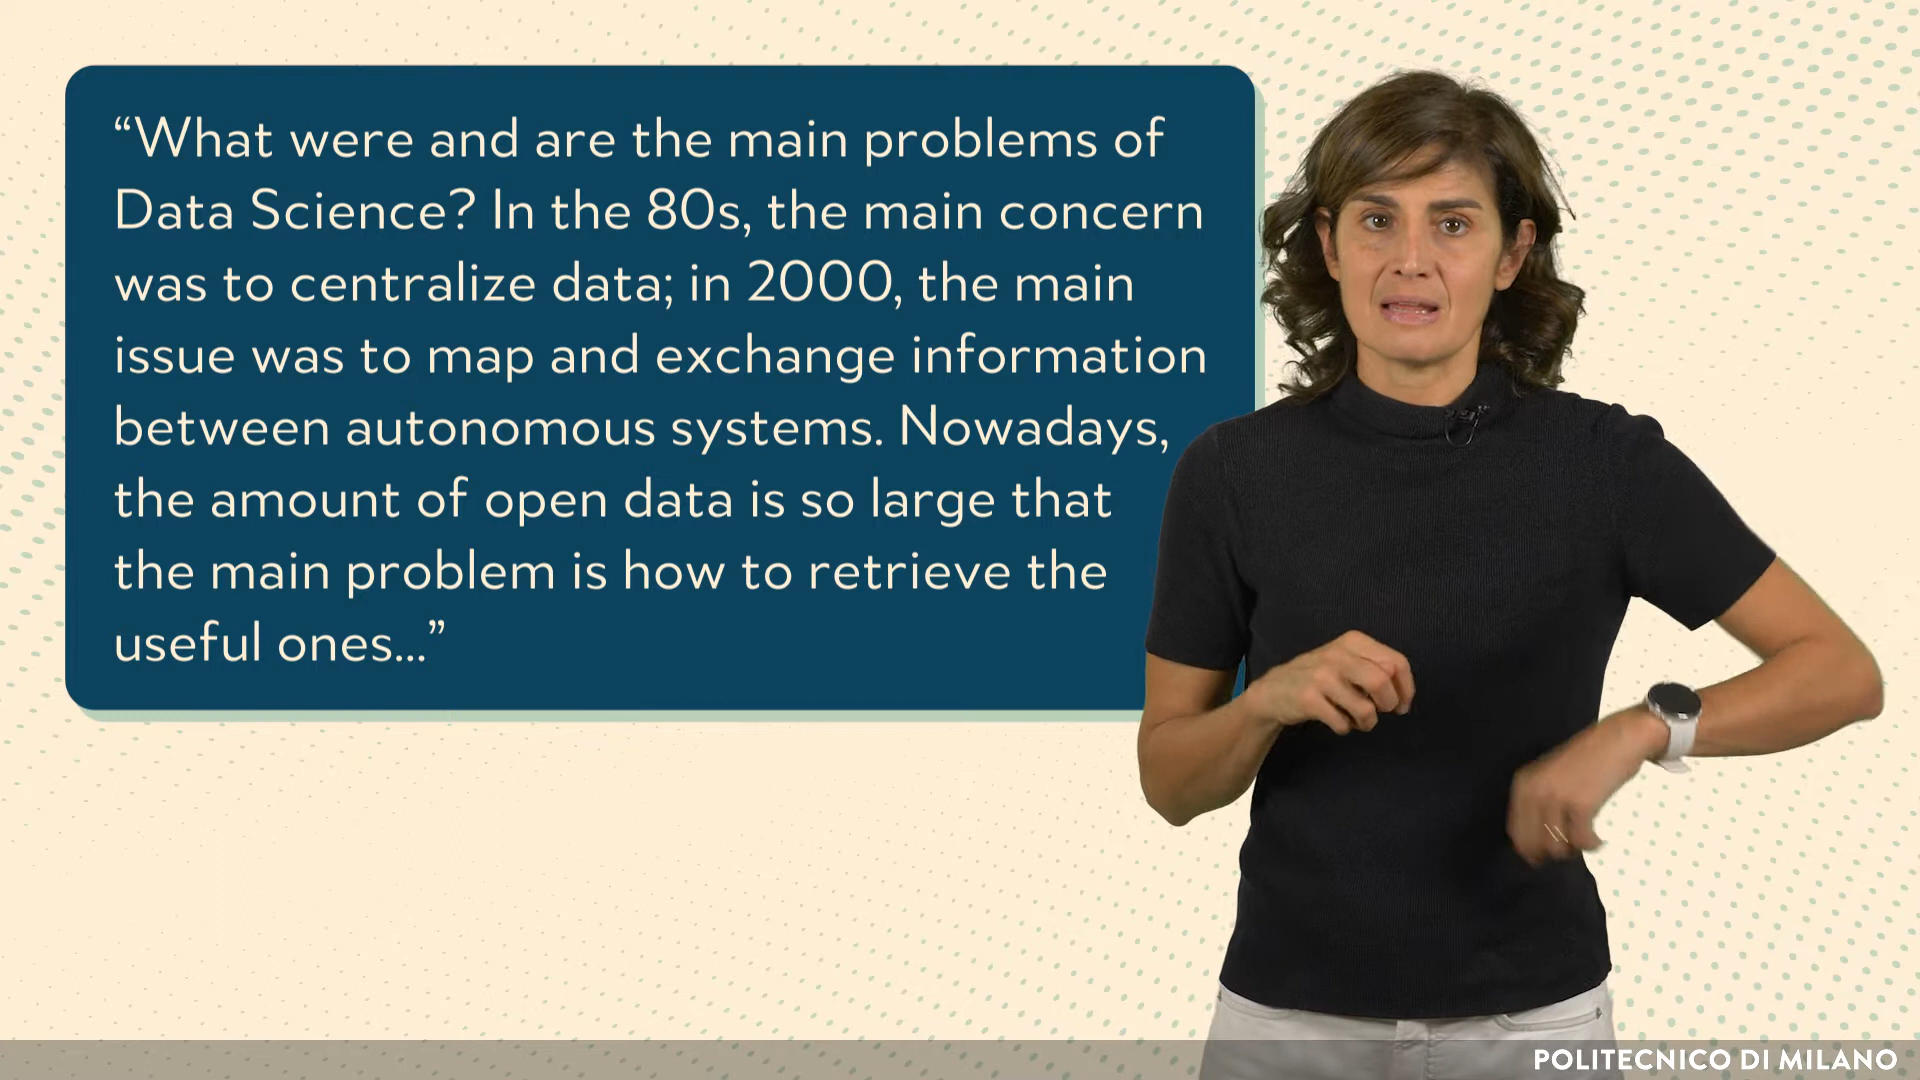 “What were and are the main problems of
Data Science? In the 80s, the main concern
was to centralize data; in 2000, the main
issue was to map and exchange information
between autonomous systems. Nowadays,
the amount of open data is so large that
the main problem is how to retrieve the
useful ones...”
POLITECNICO DI MILANO